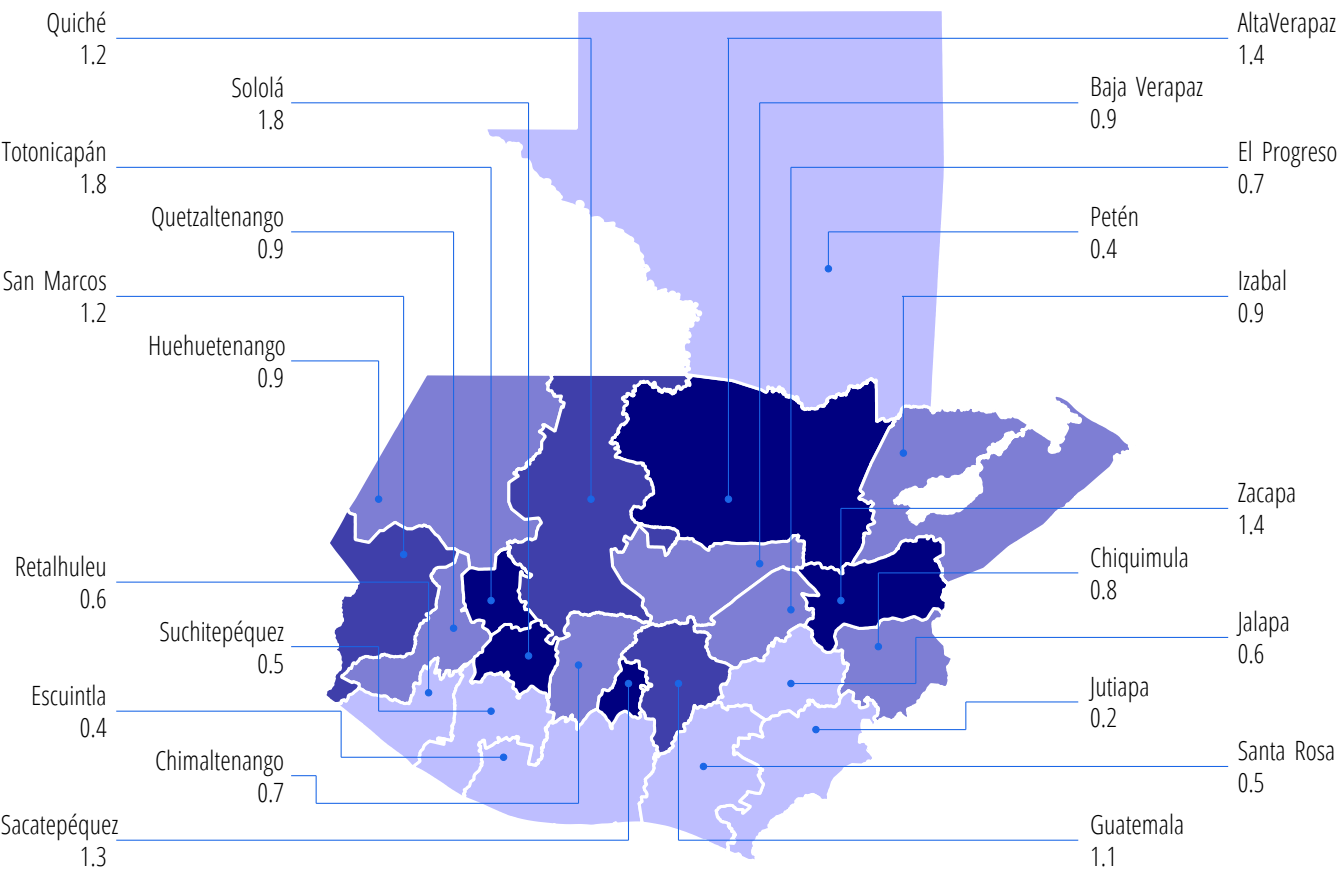 Quiché
1.2
Sololá
1.8
Totonicapán
1.8
Quetzaltenango
0.9
San Marcos
1.2
Huehuetenango
0.9
Retalhuleu
0.6
Suchitepéquez
0.5
Escuintla
0.4
Chimaltenango
0.7
Sacatepéquez
1.3
AltaVerapaz
1.4
Baja Verapaz
0.9
El Progreso
0.7
Petén
0.4
Izabal
0.9
Zacapa
1.4
Chiquimula
0.8
Jalapa
0.6
Jutiapa
0.2
Santa Rosa
0.5
Guatemala
1.1